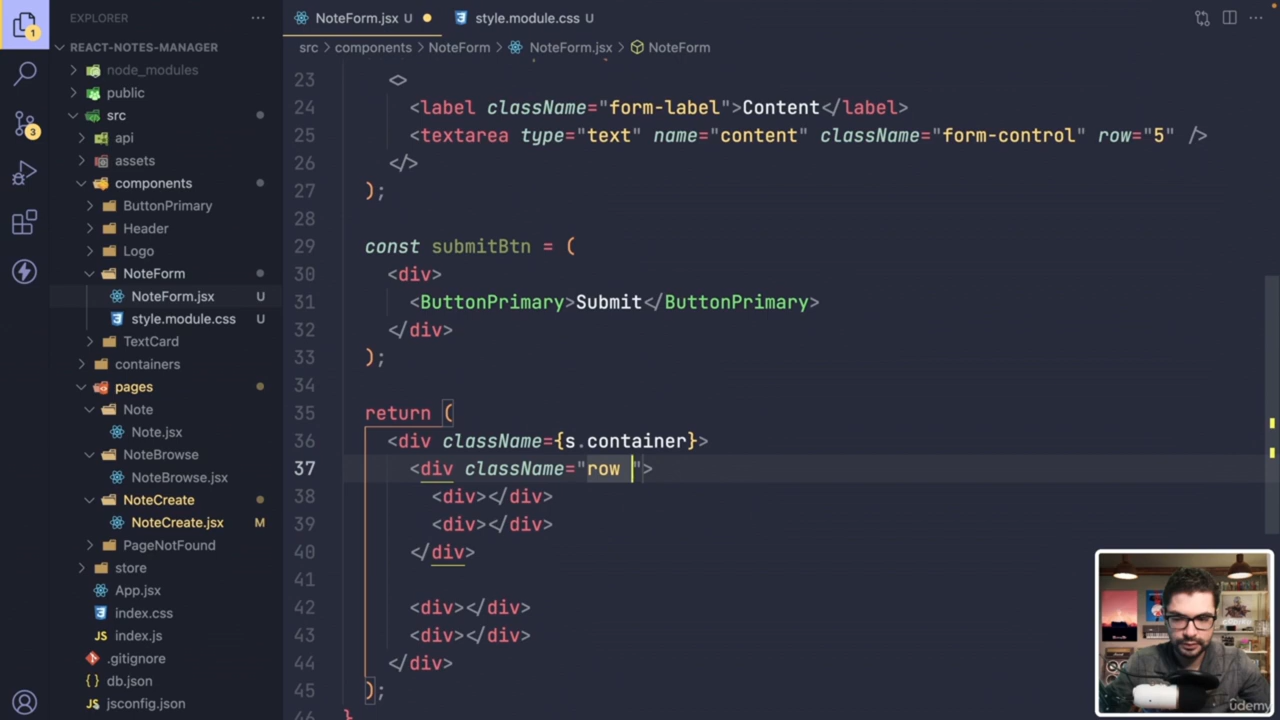 EXPLORER
REACT-NOTES-MANAGER
node_modules
public
src
api
assets
components
ButtonPrimary
Header
Logo
NoteForm
NoteForm.jsx U
style.module.css U
TextCard
containers
pages
Note
Note.jsx
NoteBrowse
NoteBrowse.jsx
NoteCreate
NoteCreate.jsx M
PageNotFound
store
App.jsx
index.css
JS index.js
.gitignore
{} db.json
JS jsconfig.json
1
3
NoteForm.jsx U
style.module.css U
src > components > NoteForm > NoteForm.jsx > NoteForm
23 <>
24 <label className="form-label">Content</label>
25 <textarea type="text" name="content" className="form-control" row="5" />
26 </>
27 );
28
29 const submitBtn = (
30 <div>
31 <ButtonPrimary>Submit</ButtonPrimary>
32 </div>
33 );
34
35 return (
36 <div className={s.container}>
37 <div className="row ">
38 <div></div>
39 <div></div>
40 </div>
41
42 <div></div>
43 <div></div>
44 </div>
45 );
46 }
udemy